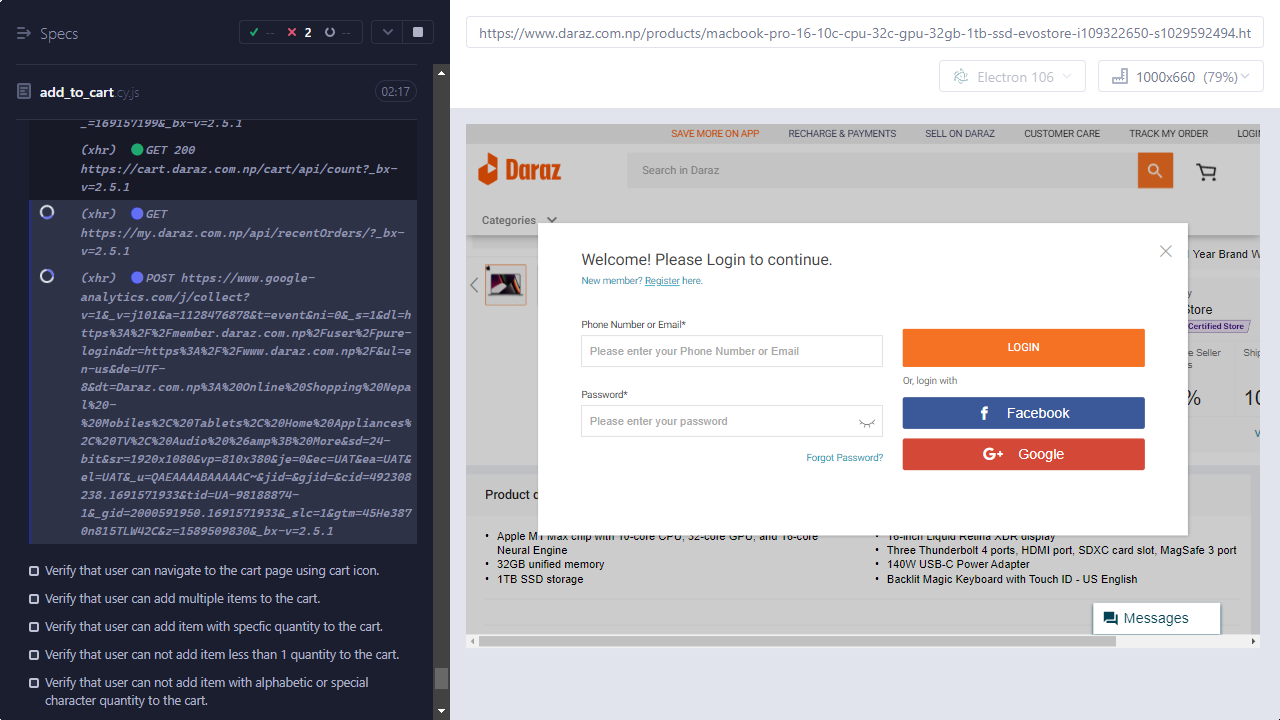 Specs
-- 2 --
https://www.daraz.com.np/products/macbook-pro-16-10c-cpu-32c-gpu-32gb-1tb-ssd-evostore-i109322650-s1029592494.ht
Electron 106
1000x660 (79%)
add_to_cart.cy.js
02:17
_=169157199&_bx-v=2.5.1
(xhr) GET 200
https://cart.daraz.com.np/cart/api/count?_bx-
v=2.5.1
(xhr) GET
https://my.daraz.com.np/api/recentOrders/?_bx-
v=2.5.1
(xhr) POST https://www.google-
analytics.com/j/collect?
v=1&_v=j101&a=1128476878&t=event&ni=0&_s=1&dl=
https%3A%2F%2Fmember.daraz.com.np%2Fuser%2Fpure-
login&dr=https%3A%2F%2Fwww.daraz.com.np%2F&ul=e
n-us&de=UTF-
8&dt=Daraz.com.np%3A%20Online%20Shopping%20Nepa
l%20-
%20Mobiles%2C%20Tablets%2C%20Home%20Appliances%
2C%20TV%2C%20Audio%20%26amp%3B%20More&sd=24-
bit&sr=1920x1080&vp=810x380&je=0&ec=UAT&ea=UAT&
el=UAT&_u=QAEAAAABAAAAAC~&jid=&gjid=&cid=492308
238.1691571933&tid=UA-98188874-
1&_gid=2000591950.1691571933&_slc=1&gtm=45He387
0n815TLW42C&z=1589509830&_bx-v=2.5.1
Verify that user can navigate to the cart page using cart icon.
Verify that user can add multiple items to the cart.
Verify that user can add item with specfic quantity to the cart.
Verify that user can not add item less than 1 quantity to the cart.
Verify that user can not add item with alphabetic or special
character quantity to the cart.
SAVE MORE ON APP RECHARGE & PAYMENTS SELL ON DARAZ CUSTOMER CARE TRACK MY ORDER LOGIN
Daraz
Search in Daraz
Categories
Year Brand W
y
Store
Certified Store
e Seller
s
Ship
%
10
V
Welcome! Please Login to continue.
New member? Register here.
Phone Number or Email*
Please enter your Phone Number or Email
Password*
Please enter your password
Forgot Password?
LOGIN
Or, login with
Facebook
G+ Google
Product d
Apple M1 Max chip with 10-core CPU, 32-core GPU, and 16-core
Neural Engine
32GB unified memory
1TB SSD storage
16-inch Liquid Retina XDR display
Three Thunderbolt 4 ports, HDMI port, SDXC card slot, MagSafe 3 port
140W USB-C Power Adapter
Backlit Magic Keyboard with Touch ID - US English
Messages